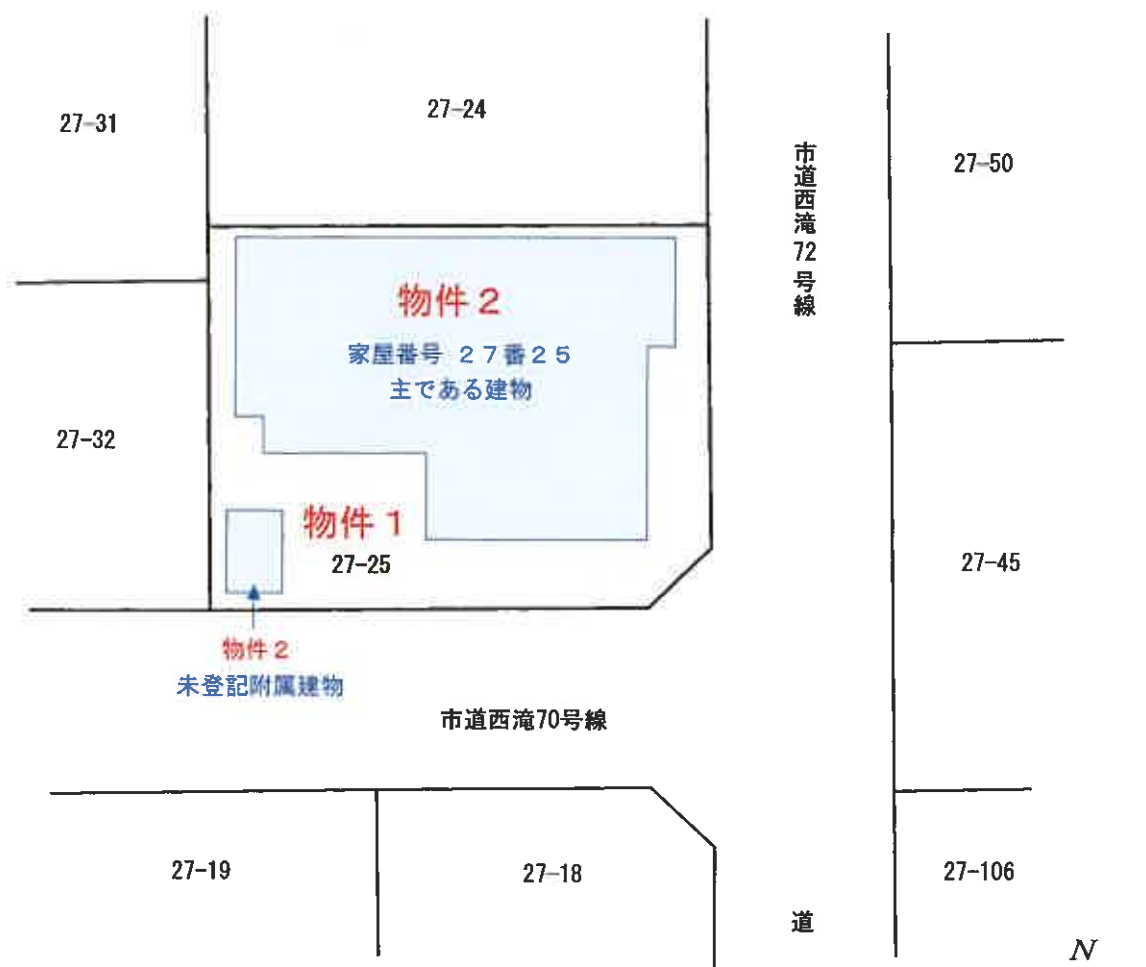 27-31
27-24
27-50
市道西滝72号線
物件2
家屋番号 27番25
主である建物
27-32
物件1
27-25
27-45
物件2
未登記附属建物
市道西滝70号線
27-19
27-18
27-106
道
N